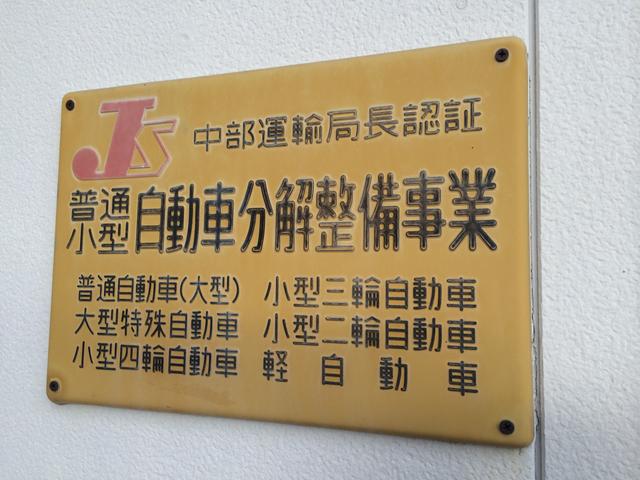 JS 中部運輸局長認証
普通小型自動車分解整備事業
普通自動車(大型) 小型三輪自動車
大型特殊自動車 小型二輪自動車
小型四輪自動車 軽自動車